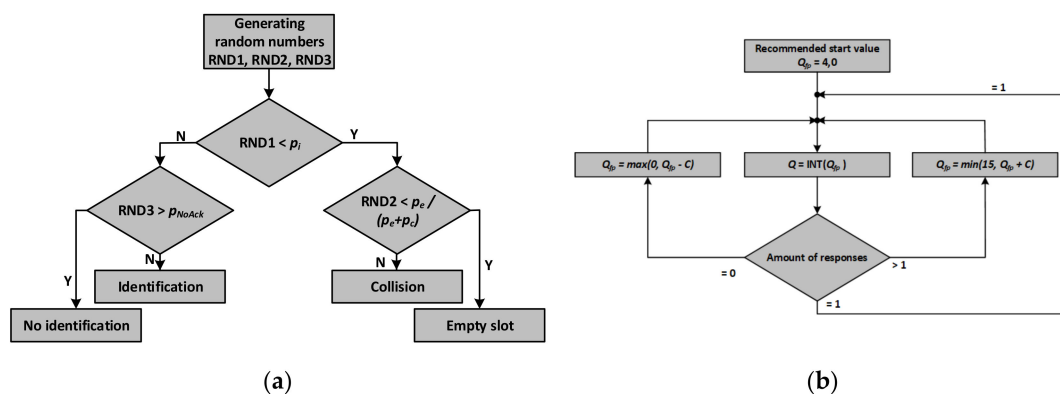 Generating
random numbers
RND1, RND2, RND3
N
RND1 < pi
Y
RND3 > pNoAck
RND2 < pe /
(pe+pc)
Y
N
N
Y
Identification
Collision
No identification
Empty slot
(a)
Recommended start value
Qfp = 4,0
= 1
Qfp = max(0, Qfp - C)
Q = INT(Qfp )
Qfp = min(15, Qfp + C)
Amount of responses
= 0
> 1
= 1
(b)